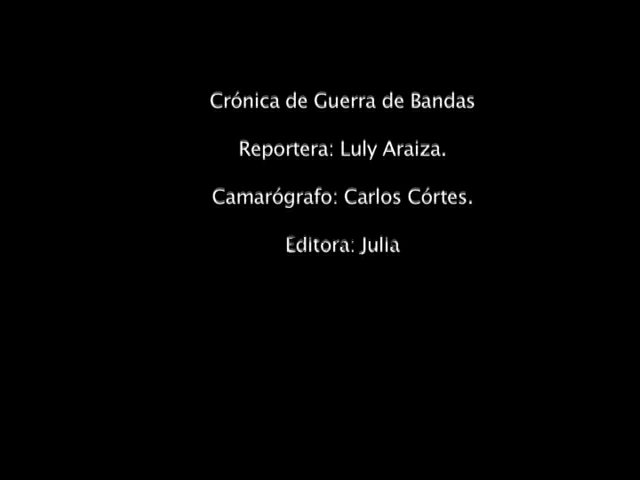 Crónica de Guerra de Bandas
Reportera: Luly Araiza.
Camarógrafo: Carlos Córtes.
Editora: Julia